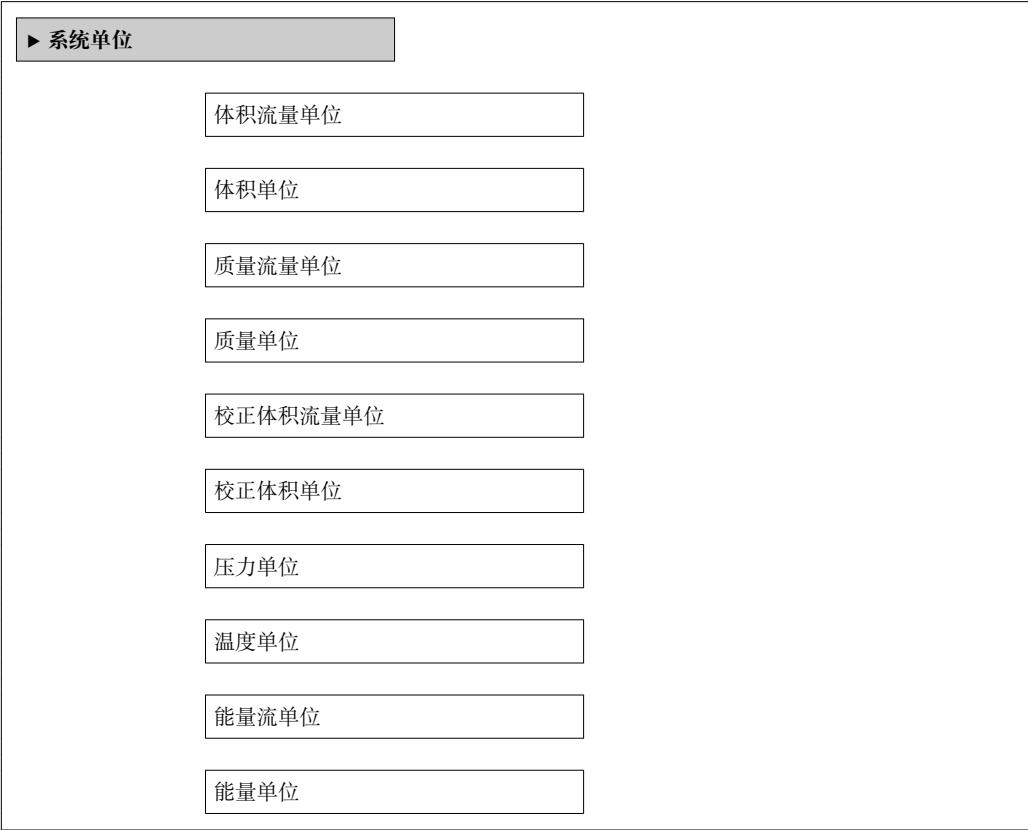 ▶ 系统单位
体积流量单位
体积单位
质量流量单位
质量单位
校正体积流量单位
校正体积单位
压力单位
温度单位
能量流单位
能量单位